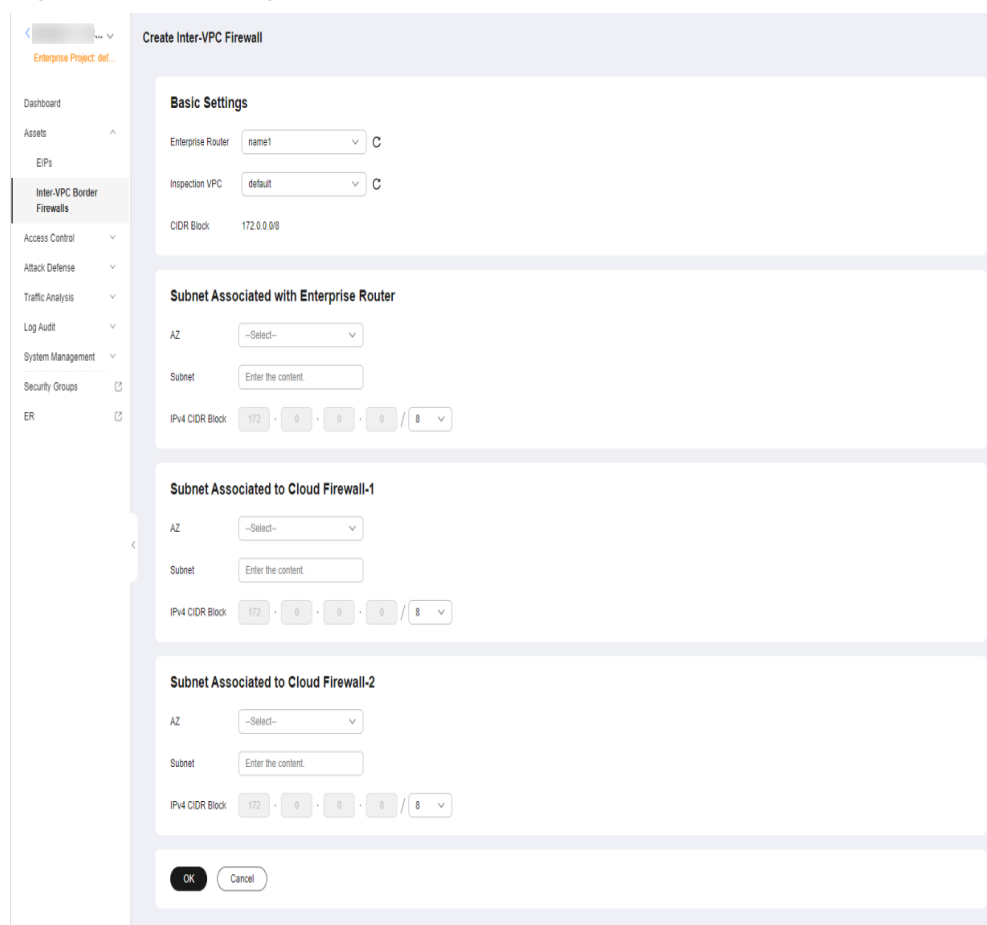 ...
Enterprise Project: def...
Create Inter-VPC Firewall
Dashboard
Assets
EIPs
Inter-VPC Border
Firewalls
Access Control
Attack Defense
Traffic Analysis
Log Audit
System Management
Security Groups
ER
Basic Settings
Enterprise Router name1
Inspection VPC default
CIDR Block 172.0.0.0/8
Subnet Associated with Enterprise Router
AZ --Select--
Subnet Enter the content.
IPv4 CIDR Block 172 . 0 . 0 . 0 / 8
Subnet Associated to Cloud Firewall-1
AZ --Select--
Subnet Enter the content.
IPv4 CIDR Block 172 . 0 . 0 . 0 / 8
Subnet Associated to Cloud Firewall-2
AZ --Select--
Subnet Enter the content.
IPv4 CIDR Block 172 . 0 . 0 . 0 / 8
OK Cancel